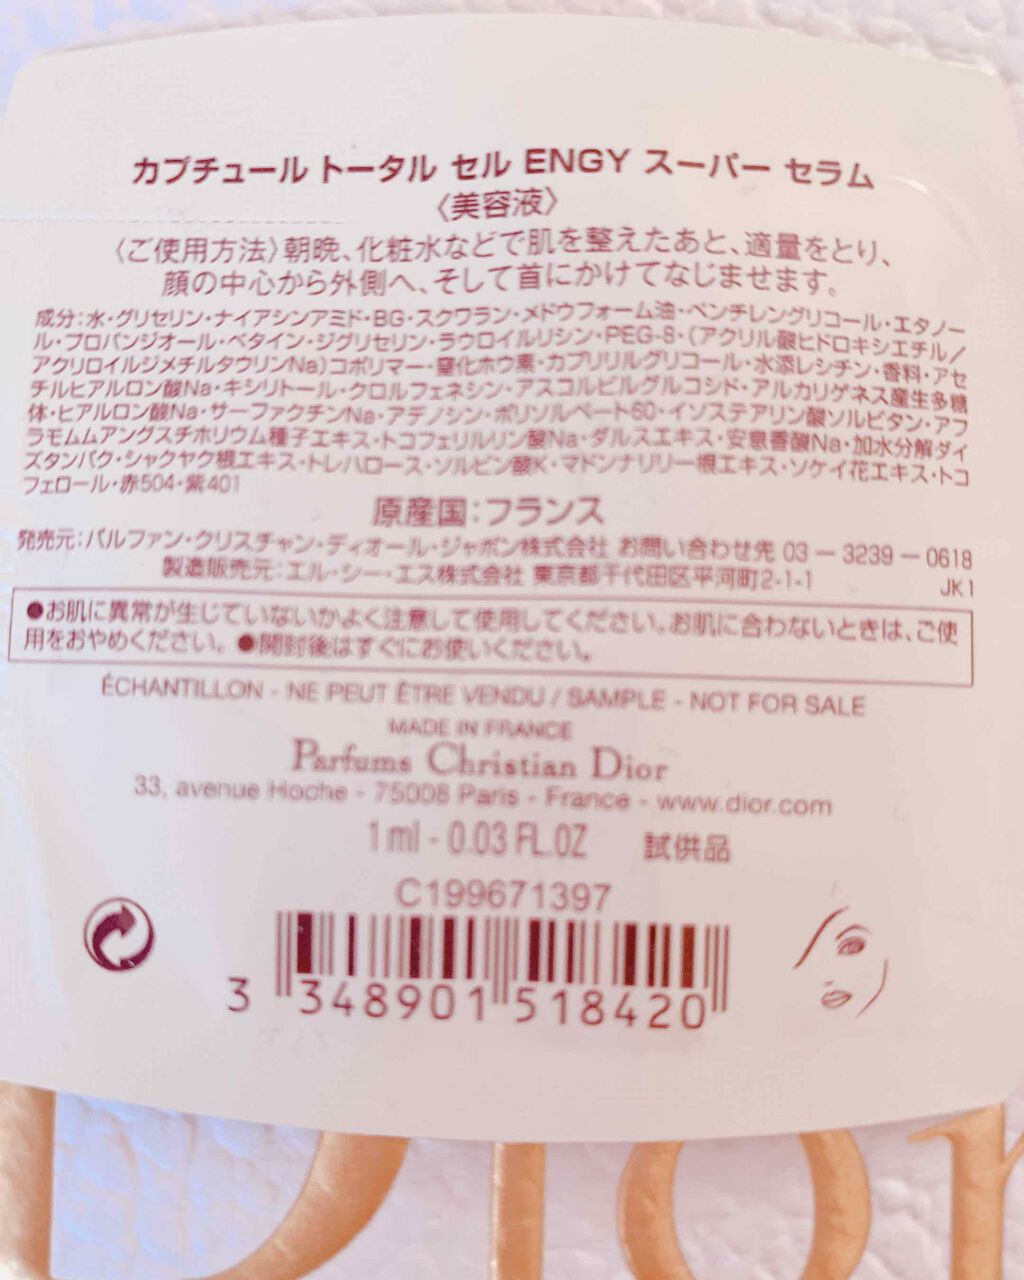 カプチュール トータル セル ENGY スーパー セラム
〈美容液〉
〈ご使用方法〉朝晩、化粧水などで肌を整えたあと、適量をとり、
顔の中心から外側へ、そして首にかけてなじませます。
成分：水・グリセリン・ナイアシンアミド・BG・スクワラン・メドウフォーム油・ペンチレングリコール・エタノー
ル・プロパンジオール・ベタイン・ジグリセリン・ラウロイルリシン・PEG-8・(アクリル酸ヒドロキシエチル／
アクリロイルジメチルタウリンNa)コポリマー・窒化ホウ素・カプリリルグリコール・水添レシチン・香料・アセ
チルヒアルロン酸Na・キシリトール・クロルフェネシン・アスコルビルグルコシド・アルカリゲネス産生多糖
体・ヒアルロン酸Na・サーファクチンNa・アデノシン・ポリソルベート60・イソステアリン酸ソルビタン・アフ
ラモムムアングスチホリウム種子エキス・トコフェリルリン酸Na・ダルスエキス・安息香酸Na・加水分解ダイ
ズタンパク・シャクヤク根エキス・トレハロース・ソルビン酸K・マドンナリリー根エキス・ソケイ花エキス・トコ
フェロール・赤504・紫401
原産国：フランス
発売元：パルファン・クリスチャン・ディオール・ジャポン株式会社 お問い合わせ先 03－3239－0618
製造販売元：エル・シー・エス株式会社 東京都千代田区平河町2-1-1 JK1
●お肌に異常が生じていないかよく注意して使用してください。お肌に合わないときは、ご使
用をおやめください。●開封後はすぐにお使いください。
ÉCHANTILLON - NE PEUT ÊTRE VENDU / SAMPLE - NOT FOR SALE
MADE IN FRANCE
Parfums Christian Dior
33, avenue Hoche - 75008 Paris - France - www.dior.com
1 ml - 0.03 FL.OZ 試供品
C199671397
3 348901 518420
Dior